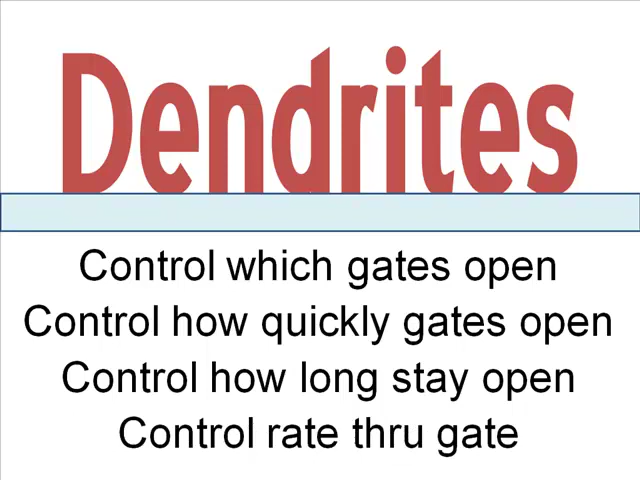 Dendrites
Control which gates open
Control how quickly gates open
Control how long stay open
Control rate thru gate